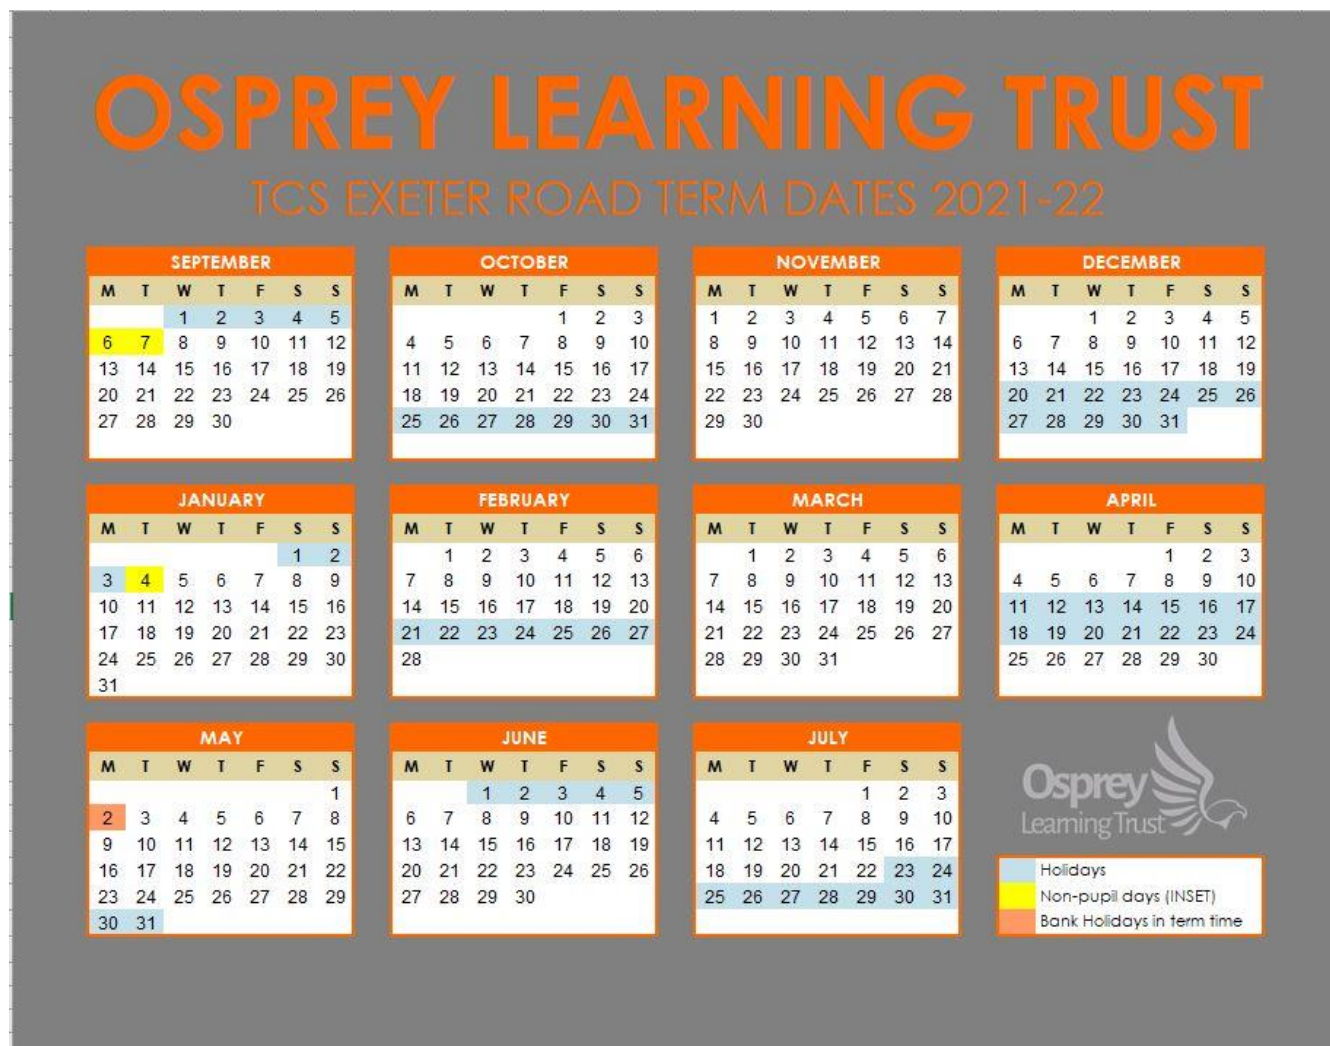 OSPREY LEARNING TRUST
TCS EXETER ROAD TERM DATES 2021-22
SEPTEMBER
M T W T F S S
1 2 3 4 5
6 7 8 9 10 11 12
13 14 15 16 17 18 19
20 21 22 23 24 25 26
27 28 29 30
OCTOBER
M T W T F S S
1 2 3
4 5 6 7 8 9 10
11 12 13 14 15 16 17
18 19 20 21 22 23 24
25 26 27 28 29 30 31
NOVEMBER
M T W T F S S
1 2 3 4 5 6 7
8 9 10 11 12 13 14
15 16 17 18 19 20 21
22 23 24 25 26 27 28
29 30
DECEMBER
M T W T F S S
1 2 3 4 5
6 7 8 9 10 11 12
13 14 15 16 17 18 19
20 21 22 23 24 25 26
27 28 29 30 31
JANUARY
M T W T F S S
1 2
3 4 5 6 7 8 9
10 11 12 13 14 15 16
17 18 19 20 21 22 23
24 25 26 27 28 29 30
31
FEBRUARY
M T W T F S S
1 2 3 4 5 6
7 8 9 10 11 12 13
14 15 16 17 18 19 20
21 22 23 24 25 26 27
28
MARCH
M T W T F S S
1 2 3 4 5 6
7 8 9 10 11 12 13
14 15 16 17 18 19 20
21 22 23 24 25 26 27
28 29 30 31
APRIL
M T W T F S S
1 2 3
4 5 6 7 8 9 10
11 12 13 14 15 16 17
18 19 20 21 22 23 24
25 26 27 28 29 30
MAY
M T W T F S S
1
2 3 4 5 6 7 8
9 10 11 12 13 14 15
16 17 18 19 20 21 22
23 24 25 26 27 28 29
30 31
JUNE
M T W T F S S
1 2 3 4 5
6 7 8 9 10 11 12
13 14 15 16 17 18 19
20 21 22 23 24 25 26
27 28 29 30
JULY
M T W T F S S
1 2 3
4 5 6 7 8 9 10
11 12 13 14 15 16 17
18 19 20 21 22 23 24
25 26 27 28 29 30 31
Osprey
Learning Trust
Holidays
Non-pupil days (INSET)
Bank Holidays in term time